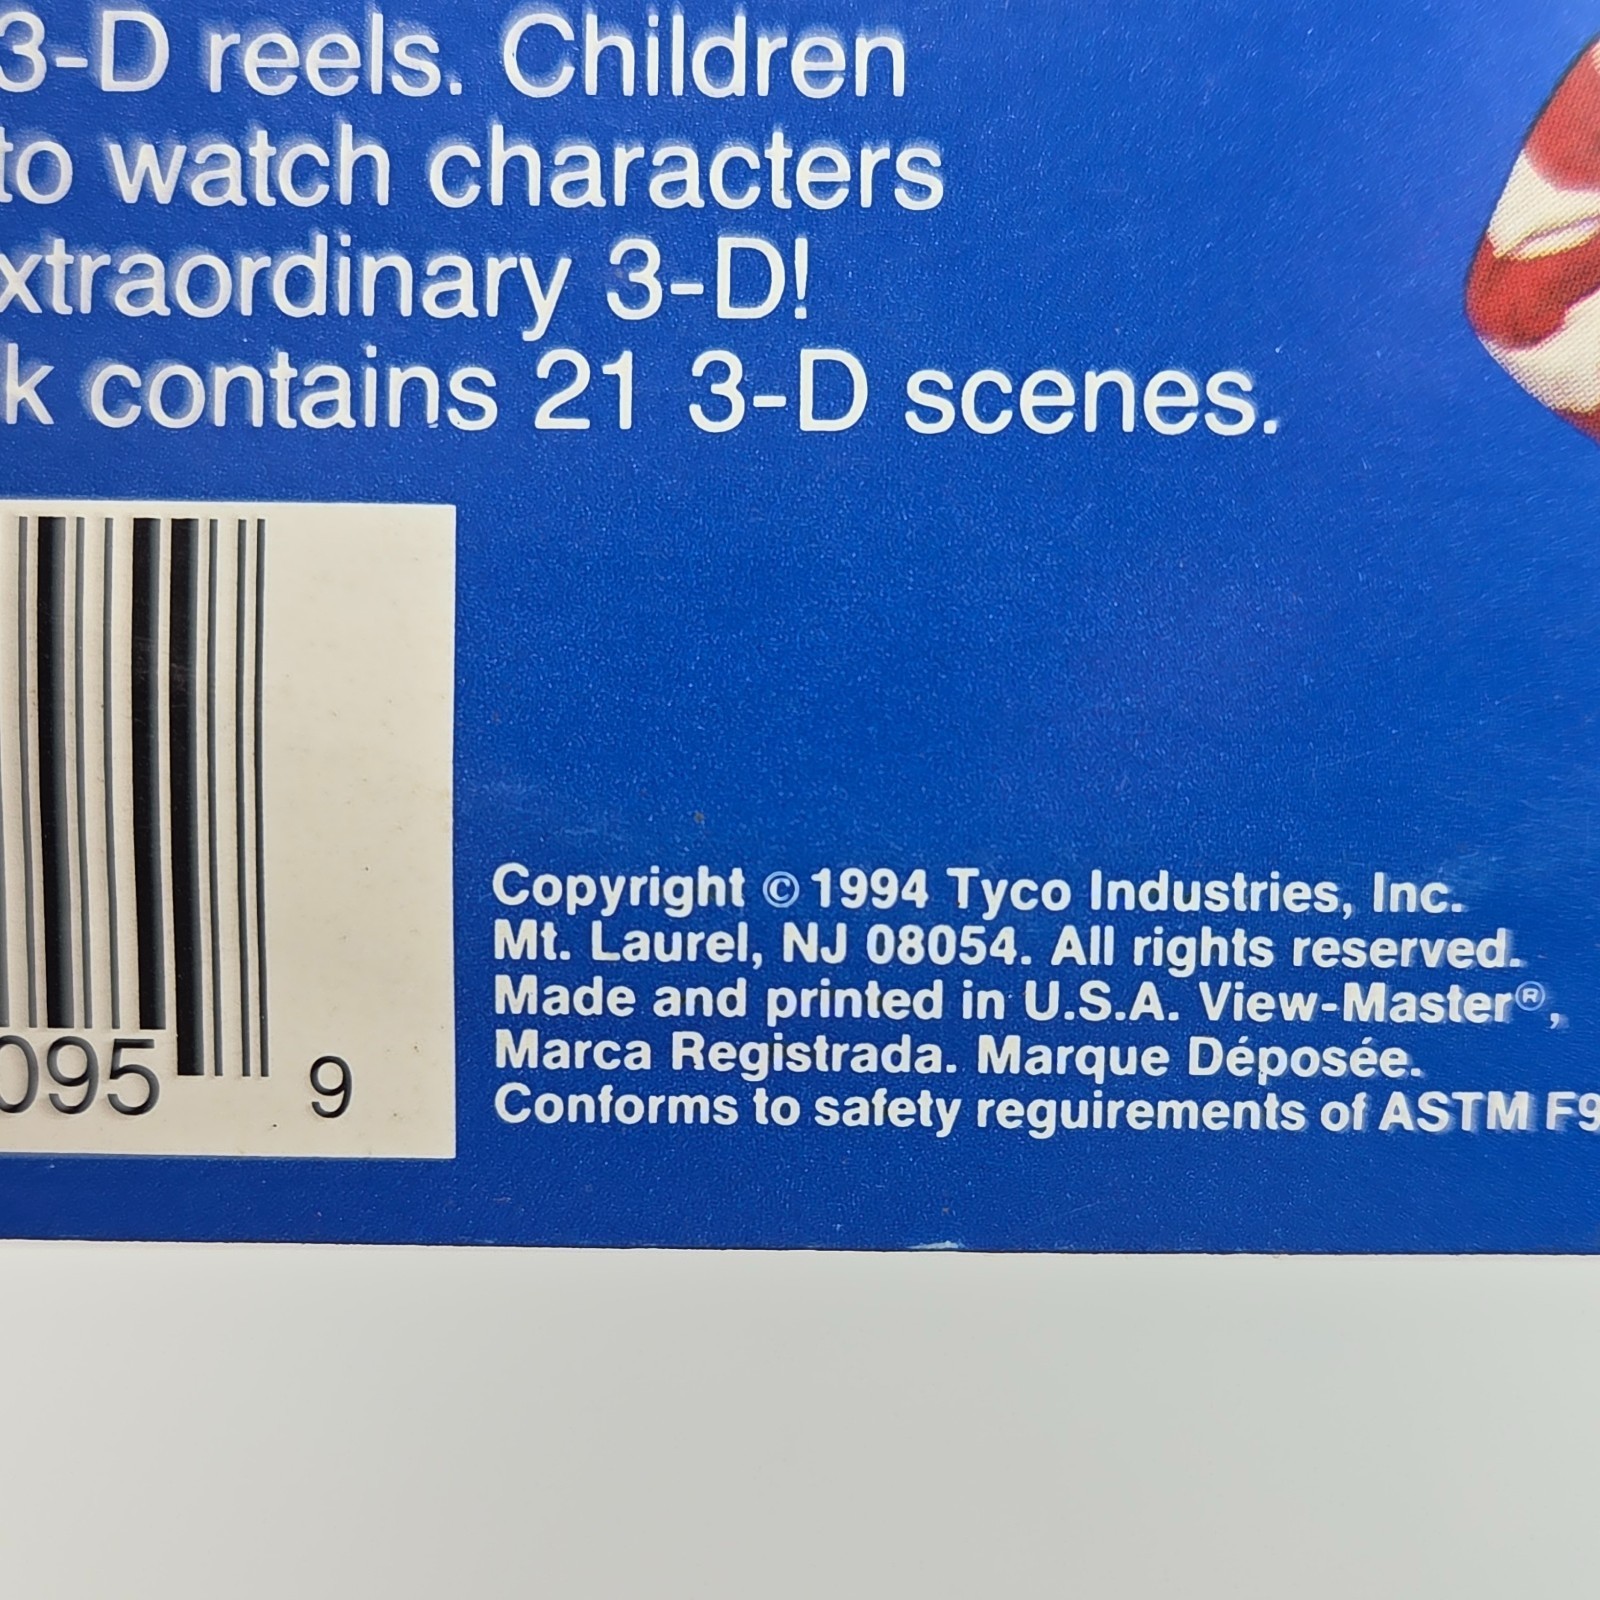 3-D reels. Children
to watch characters
xtraordinary 3-D!
k contains 21 3-D scenes.
095 9
Copyright © 1994 Tyco Industries, Inc.
Mt. Laurel, NJ 08054. All rights reserved.
Made and printed in U.S.A. View-Master®,
Marca Registrada. Marque Déposée.
Conforms to safety reguirements of ASTM F9